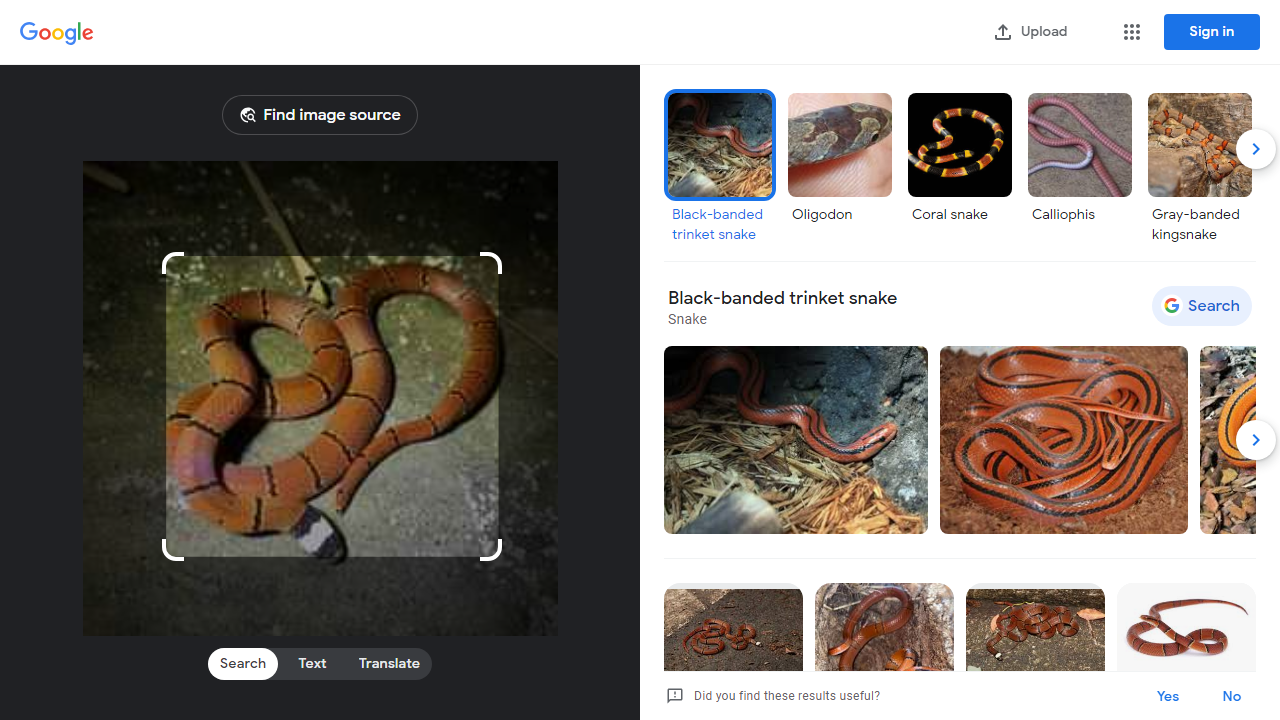 Google
Upload
Sign in
Find image source
Black-banded
trinket snake
Oligodon
Coral snake
Calliophis
Gray-banded
kingsnake
Black-banded trinket snake
Snake
Search
Search
Text
Translate
Did you find these results useful?
Yes
No